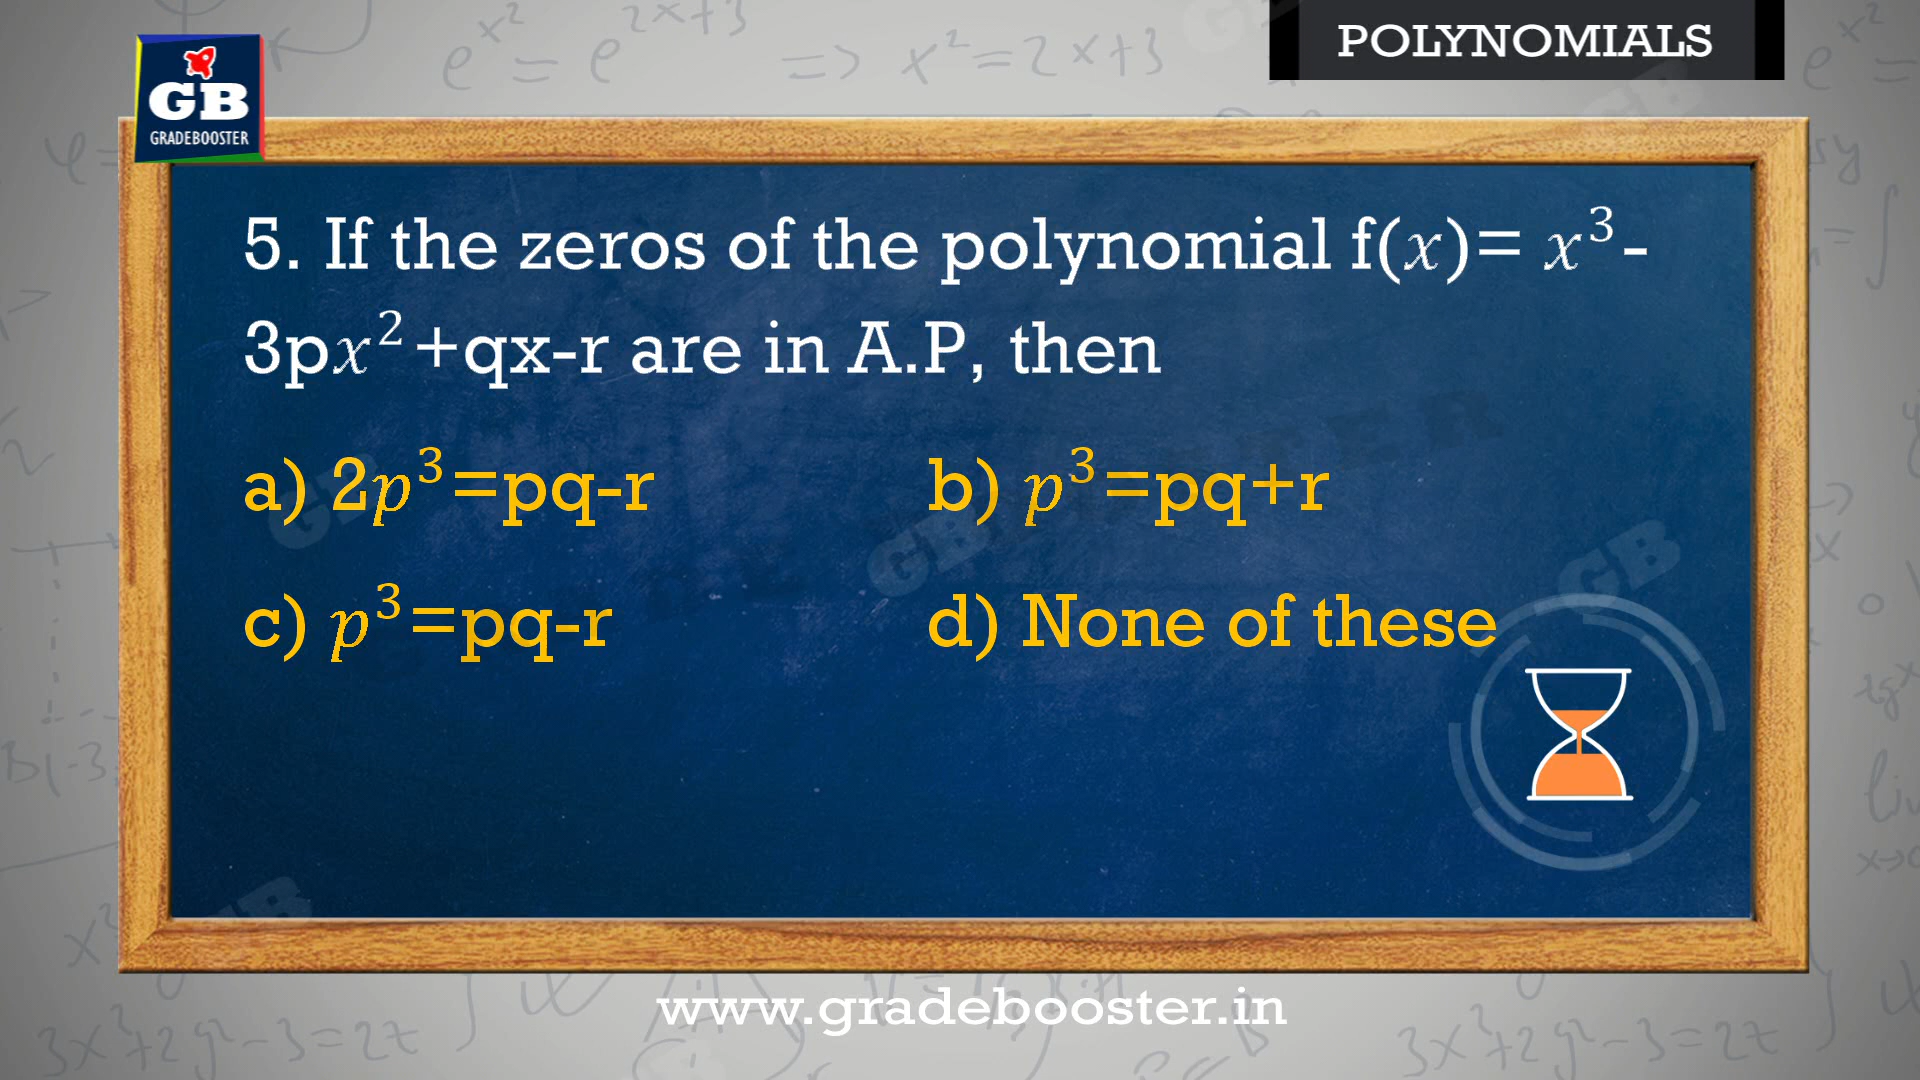 POLYNOMIALS
GB
GRADEBOOSTER
5. If the zeros of the polynomial f(x)= x³-
3px²+qx-r are in A.P, then
a) 2p³=pq-r b) p³=pq+r
c) p³=pq-r d) None of these
www.gradebooster.in